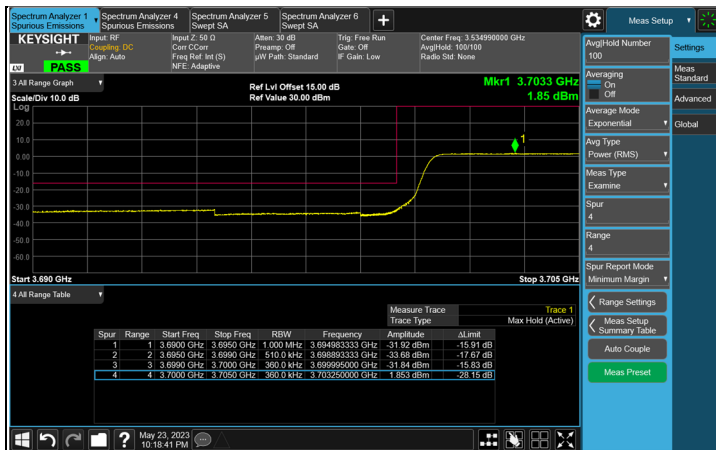 Spectrum Analyzer 1
Spurious Emissions
Spectrum Analyzer 4
Spurious Emissions
Spectrum Analyzer 5
Swept SA
Spectrum Analyzer 6
Swept SA
Meas Setup
KEYSIGHT
LXI
PASS
Input: RF
Coupling: DC
Align: Auto
Input Z: 50 Ω
Corr CCorr
Freq Ref: Int (S)
NFE: Adaptive
Atten: 30 dB
Preamp: Off
µW Path: Standard
Trig: Free Run
Gate: Off
IF Gain: Low
Center Freq: 3.534990000 GHz
Avg|Hold: 100/100
Radio Std: None
3 All Range Graph
Scale/Div 10.0 dB
Ref Lvl Offset 15.00 dB
Ref Value 30.00 dBm
Mkr1 3.7033 GHz
1.85 dBm
Log
20.0
10.0
0.00
-10.0
-20.0
-30.0
-40.0
-50.0
-60.0
1
Start 3.690 GHz
Stop 3.705 GHz
4 All Range Table
Measure Trace Trace 1
Trace Type Max Hold (Active)
Spur Range Start Freq Stop Freq RBW Frequency Amplitude ΔLimit
1 1 3.6900 GHz 3.6950 GHz 1.000 MHz 3.694983333 GHz -31.92 dBm -15.91 dB
2 2 3.6950 GHz 3.6990 GHz 510.0 kHz 3.698893333 GHz -33.68 dBm -17.67 dB
3 3 3.6990 GHz 3.7000 GHz 360.0 kHz 3.699995000 GHz -31.84 dBm -15.83 dB
4 4 3.7000 GHz 3.7050 GHz 360.0 kHz 3.703250000 GHz 1.853 dBm -28.15 dB
Avg|Hold Number
100
Averaging
On
Off
Average Mode
Exponential
Avg Type
Power (RMS)
Meas Type
Examine
Spur
4
Range
4
Spur Report Mode
Minimum Margin
Range Settings
Meas Setup
Summary Table
Auto Couple
Meas Preset
Settings
Meas
Standard
Advanced
Global
May 23, 2023
10:18:41 PM